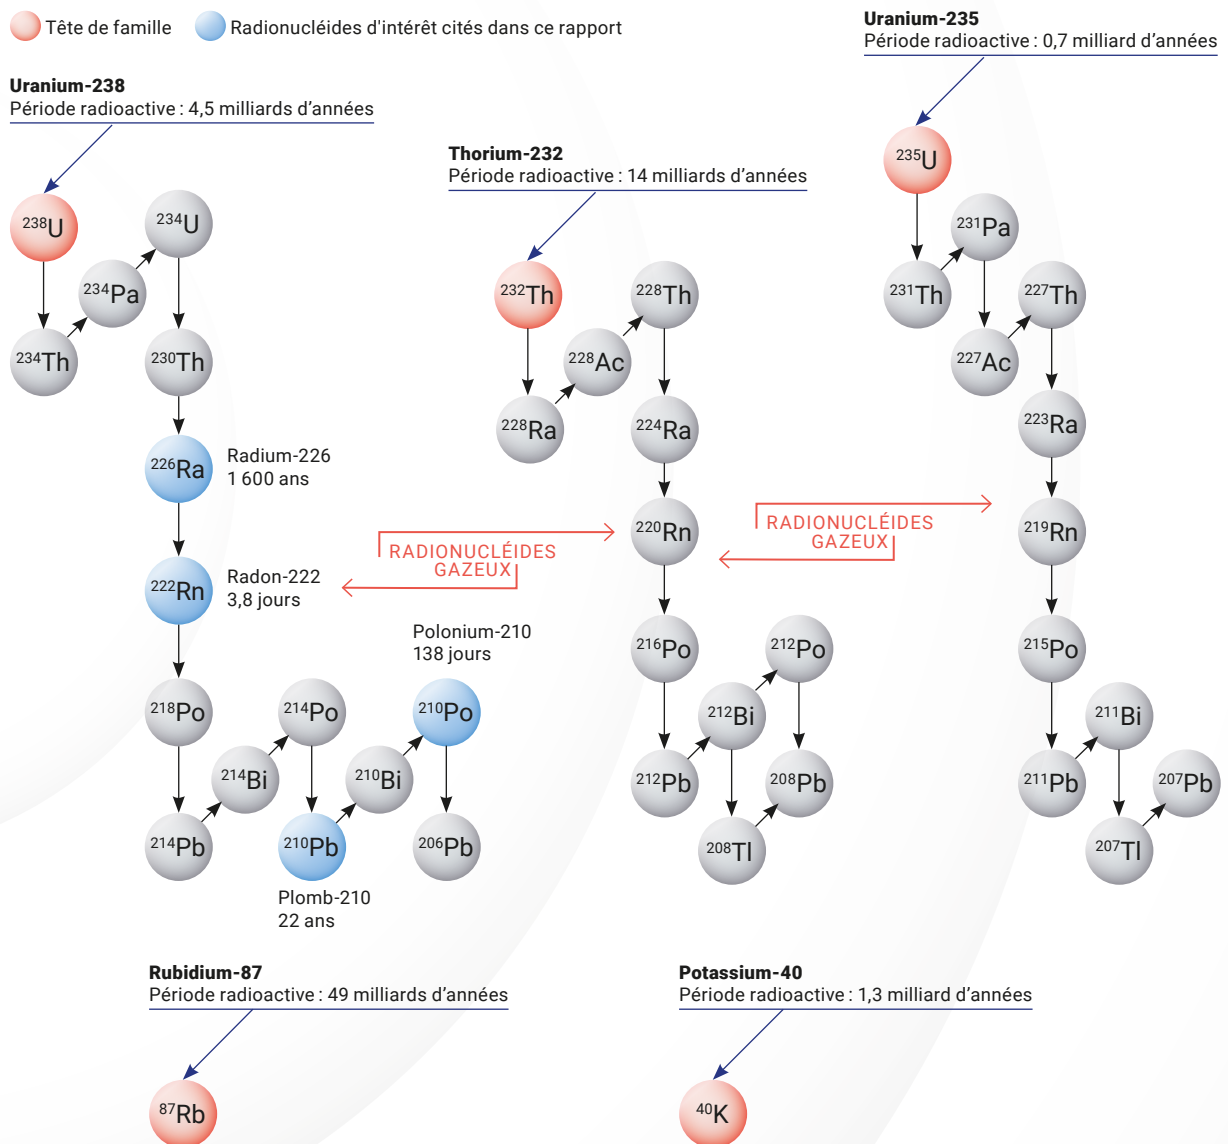 Tête de famille
Radionucléides d'intérêt cités dans ce rapport
Uranium-238
Période radioactive : 4,5 milliards d’années
²³⁸U
²³⁴Th
²³⁴Pa
²³⁴U
²³⁰Th
²²⁶Ra
Radium-226
1 600 ans
²²²Rn
Radon-222
3,8 jours
²¹⁸Po
²¹⁴Pb
²¹⁴Bi
²¹⁴Po
²¹⁰Pb
Plomb-210
22 ans
²¹⁰Bi
Polonium-210
138 jours
²¹⁰Po
²⁰⁶Pb
RADIONUCLÉIDES
GAZEUX
Thorium-232
Période radioactive : 14 milliards d’années
²³²Th
²²⁸Ra
²²⁸Ac
²²⁸Th
²²⁴Ra
²²⁰Rn
²¹⁶Po
²¹²Pb
²¹²Bi
²¹²Po
²⁰⁸Tl
²⁰⁸Pb
RADIONUCLÉIDES
GAZEUX
Uranium-235
Période radioactive : 0,7 milliard d’années
²³⁵U
²³¹Th
²³¹Pa
²²⁷Ac
²²⁷Th
²²³Ra
²¹⁹Rn
²¹⁵Po
²¹¹Pb
²¹¹Bi
²⁰⁷Tl
²⁰⁷Pb
Rubidium-87
Période radioactive : 49 milliards d’années
⁸⁷Rb
Potassium-40
Période radioactive : 1,3 milliard d’années
⁴⁰K